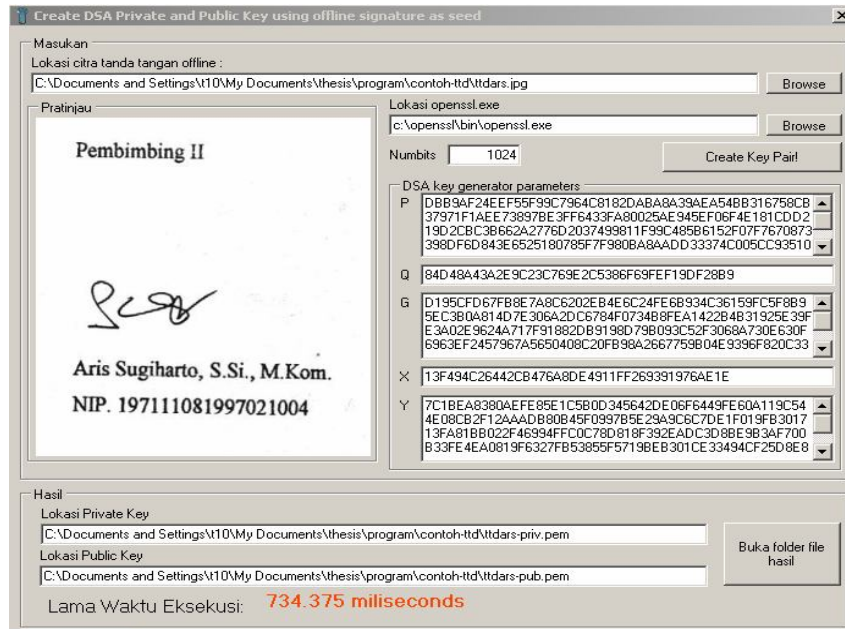 Create DSA Private and Public Key using offline signature as seed
Masukan
Lokasi citra tanda tangan offline :
C:\Documents and Settings\t10\My Documents\thesis\program\contoh-ttd\ttdars.jpg
Browse
Pratinjau
Pembimbing II
Aris Sugiharto, S.Si., M.Kom.
NIP. 197111081997021004
Lokasi openssl.exe
c:\openssl\bin\openssl.exe
Browse
Numbits 1024
Create Key Pair!
DSA key generator parameters
P DBB9AF24EEF55F99C7964C8182DABA8A39AEA54BB316758CB
37971F1AEE73897BE3FF6433FA80025AE945EF06F4E181CDD2
19D2CBC3B662A2776D2037499811F99C485B6152F07F7670873
398DF6D843E6525180785F7F980BA8AADD33374C005CC93510
Q 84D48A43A2E9C23C769E2C5386F69FEF19DF28B9
G D195CFD67FB8E7A8C6202EB4E6C24FE6B934C36159FC5F8B9
5EC3B0A814D7E306A2DC6784F0734B8FEA1422B4B31925E39F
E3A02E9624A717F91882DB9198D79B093C52F3068A730E630F
6963EF2457967A5650408C20FB98A2667759B04E9396F820C33
X 13F494C26442CB476A8DE4911FF269391976AE1E
Y 7C1BEA8380AEFE85E1C5B0D345642DE06F6449FE60A119C54
4E08CB2F12AAADB80B45F0997B5E29A9C6C7DE1F019FB3017
13FA81BB022F46994FFC0C78D818F392EADC3D8BE9B3AF700
B33FE4EA0819F6327FB53855F5719BEB301CE33494CF25D8E8
Hasil
Lokasi Private Key
C:\Documents and Settings\t10\My Documents\thesis\program\contoh-ttd\ttdars-priv.pem
Lokasi Public Key
C:\Documents and Settings\t10\My Documents\thesis\program\contoh-ttd\ttdars-pub.pem
Buka folder file
hasil
Lama Waktu Eksekusi: 734.375 miliseconds